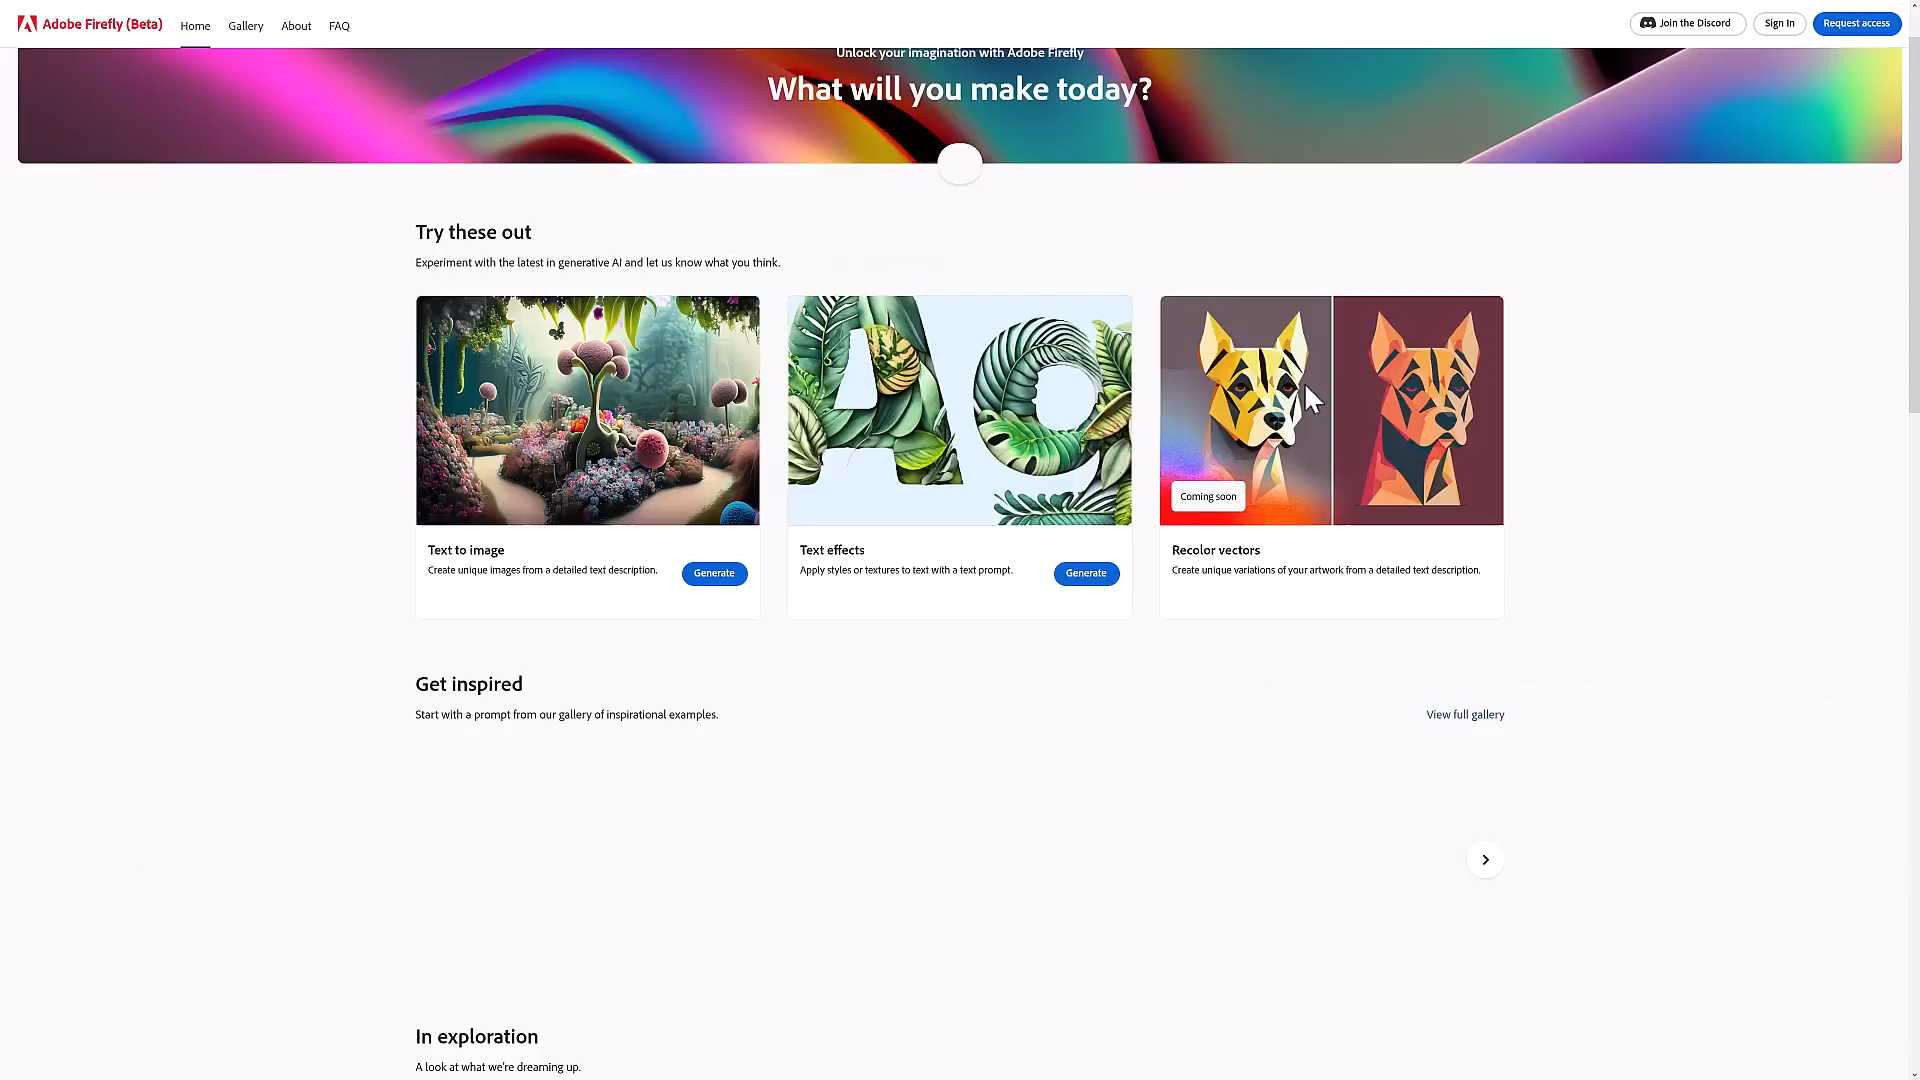 Adobe Firefly (Beta)
Home
Gallery
About
FAQ
Join the Discord
Sign In
Request access
Unlock your imagination with Adobe Firefly
What will you make today?
Try these out
Experiment with the latest in generative AI and let us know what you think.
Ag
Coming soon
Text to image
Create unique images from a detailed text description.
Generate
Text effects
Apply styles or textures to text with a text prompt.
Generate
Recolor vectors
Create unique variations of your artwork from a detailed text description.
Get inspired
Start with a prompt from our gallery of inspirational examples.
View full gallery
In exploration
A look at what we're dreaming up.